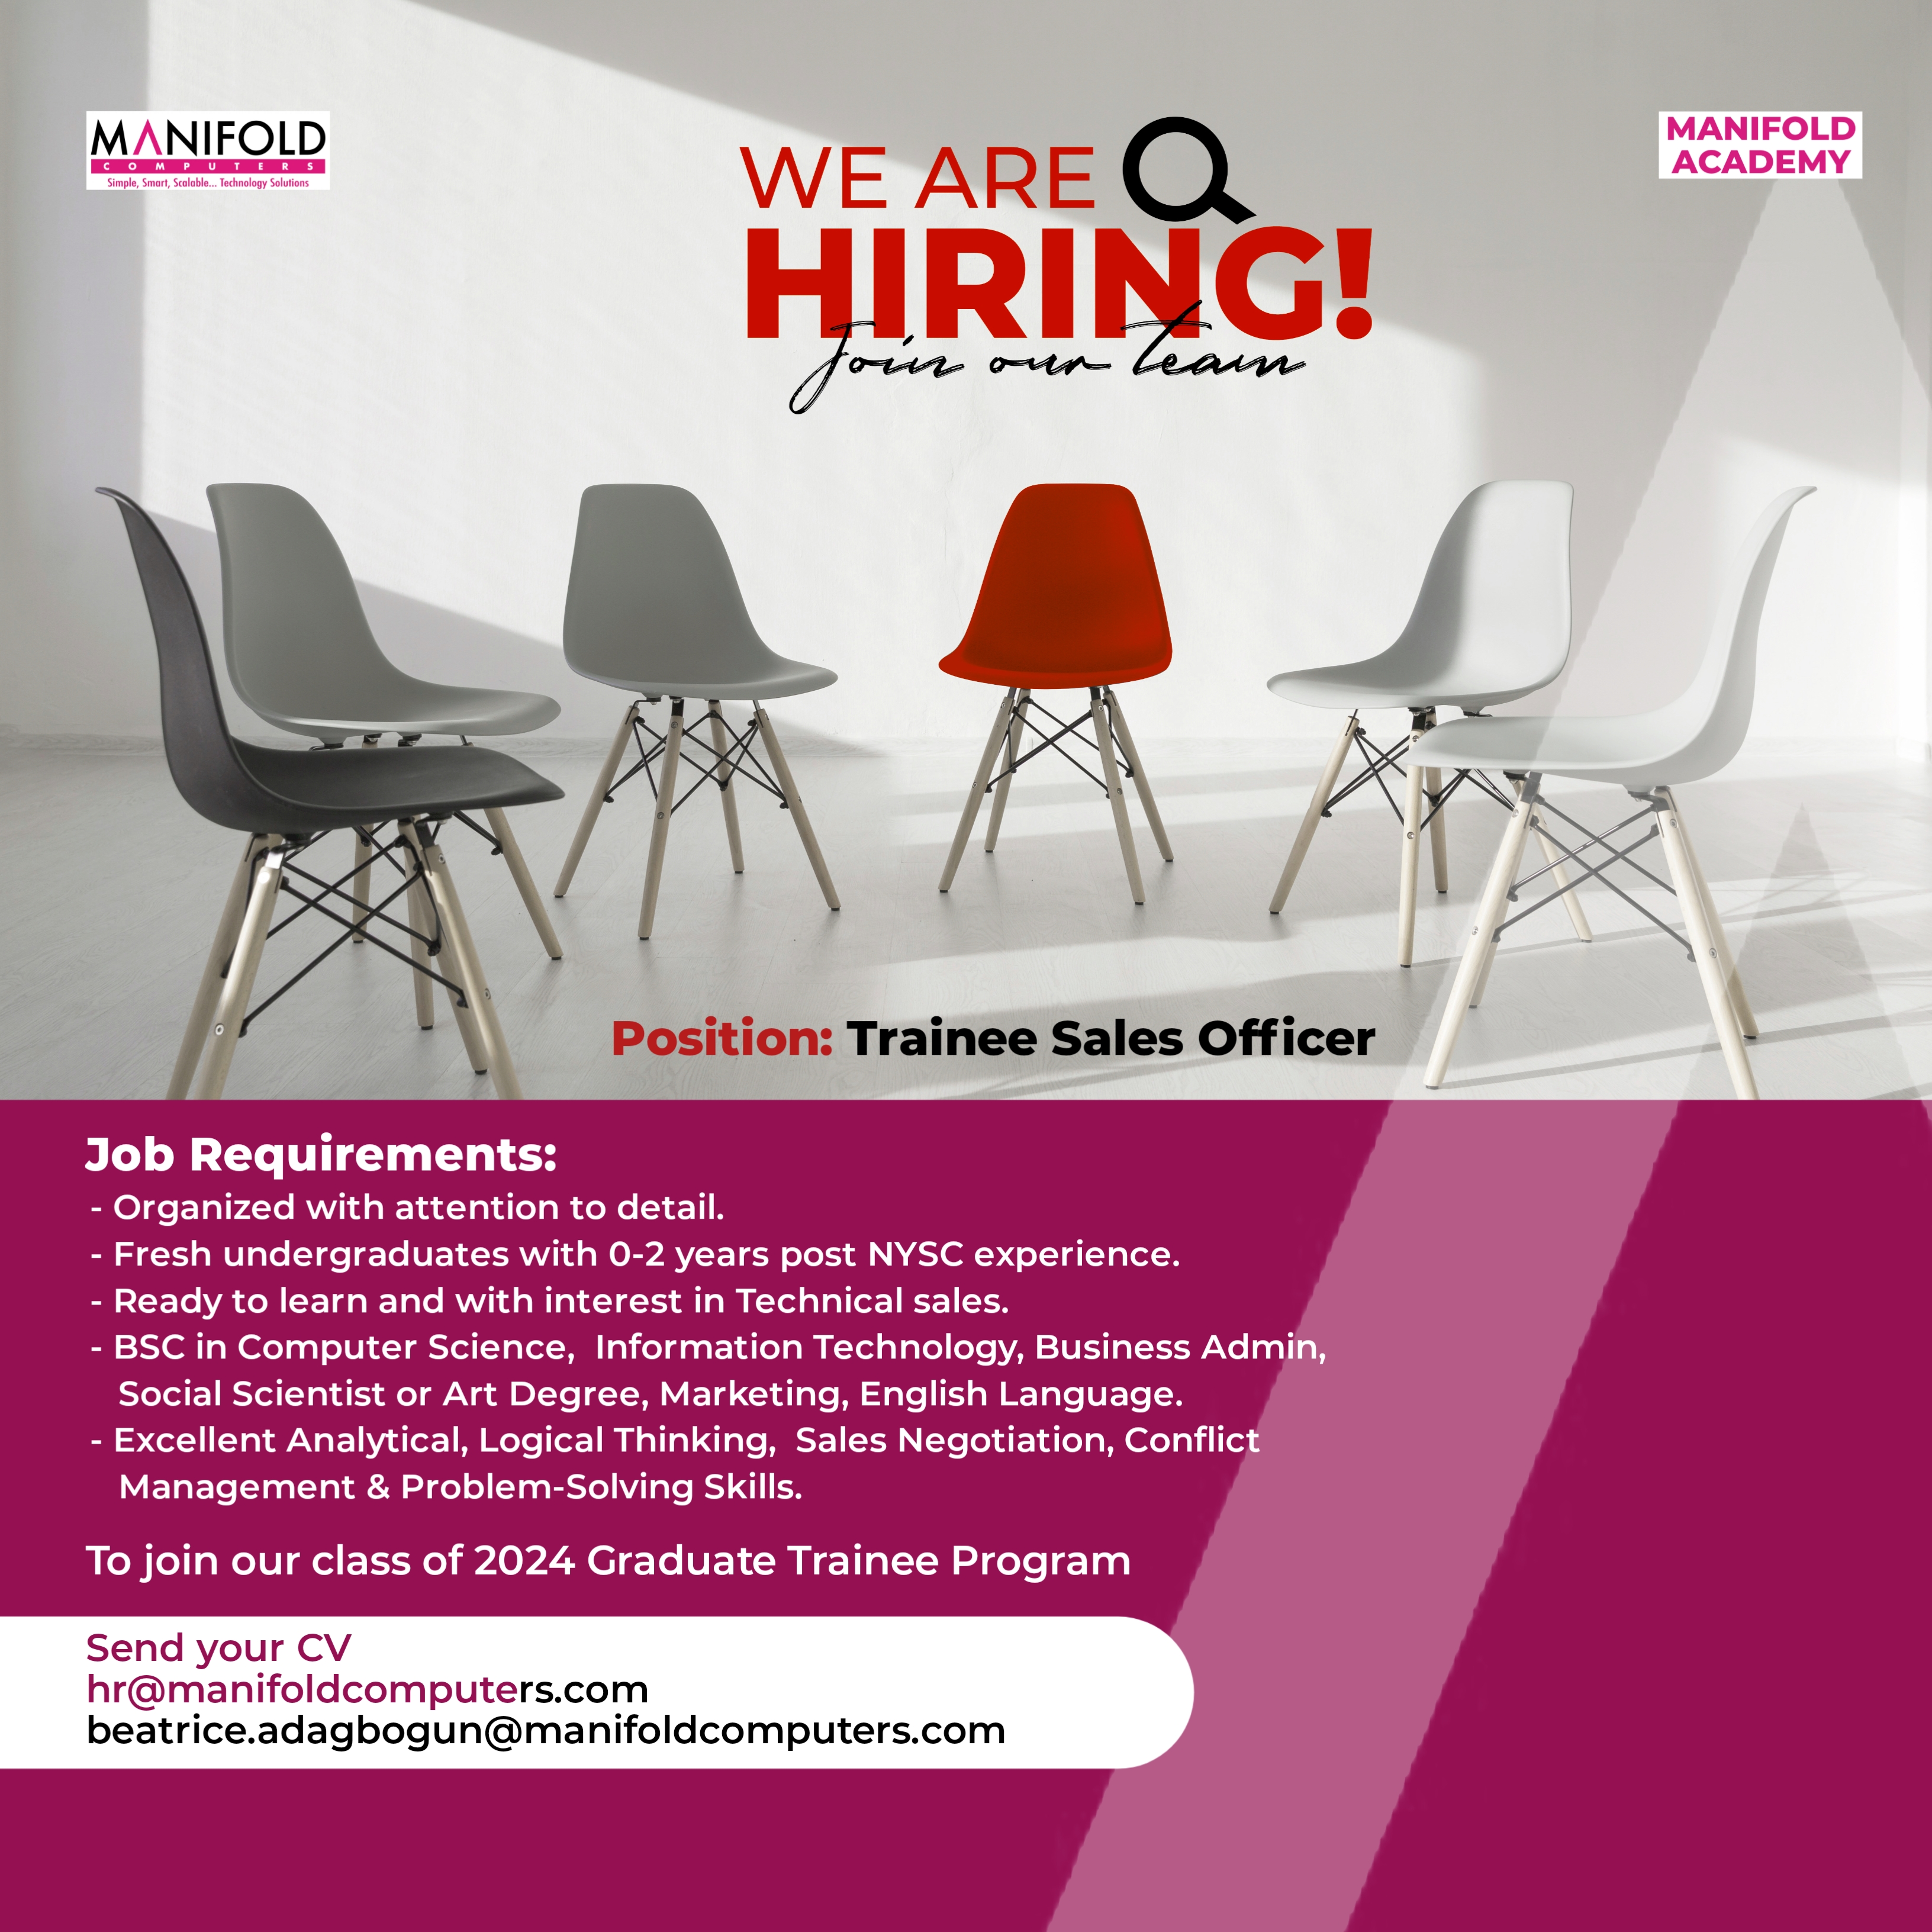 MANIFOLD
COMPUTERS
Simple, Smart, Scalable... Technology Solutions
WE ARE
HIRING!
Join our team
MANIFOLD
ACADEMY
Position: Trainee Sales Officer
Job Requirements:
- Organized with attention to detail.
- Fresh undergraduates with 0-2 years post NYSC experience.
- Ready to learn and with interest in Technical sales.
- BSC in Computer Science,  Information Technology, Business Admin,
Social Scientist or Art Degree, Marketing, English Language.
- Excellent Analytical, Logical Thinking,  Sales Negotiation, Conflict
Management & Problem-Solving Skills.
To join our class of 2024 Graduate Trainee Program
Send your CV
hr@manifoldcomputers.com
beatrice.adagbogun@manifoldcomputers.com